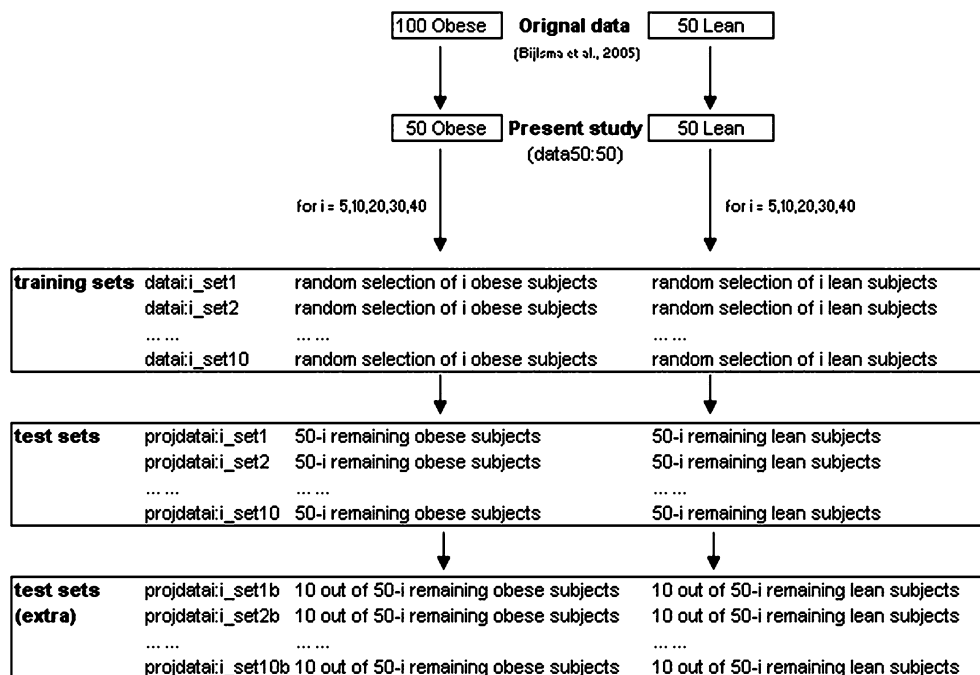 100 Obese Orignal data 50 Lean
(Bijlsma et al., 2005)
50 Obese Present study 50 Lean
(data50:50)
for i = 5,10,20,30,40 for i = 5,10,20,30,40
training sets datai:i_set1 random selection of i obese subjects random selection of i lean subjects
datai:i_set2 random selection of i obese subjects random selection of i lean subjects
... ... ... ... ... ...
datai:i_set10 random selection of i obese subjects random selection of i lean subjects
test sets projdatai:i_set1 50-i remaining obese subjects 50-i remaining lean subjects
projdatai:i_set2 50-i remaining obese subjects 50-i remaining lean subjects
... ... ... ... ... ...
projdatai:i_set10 50-i remaining obese subjects 50-i remaining lean subjects
test sets projdatai:i_set1b 10 out of 50-i remaining obese subjects 10 out of 50-i remaining lean subjects
(extra) projdatai:i_set2b 10 out of 50-i remaining obese subjects 10 out of 50-i remaining lean subjects
... ... ... ... ... ...
projdatai:i_set10b 10 out of 50-i remaining obese subjects 10 out of 50-i remaining lean subjects